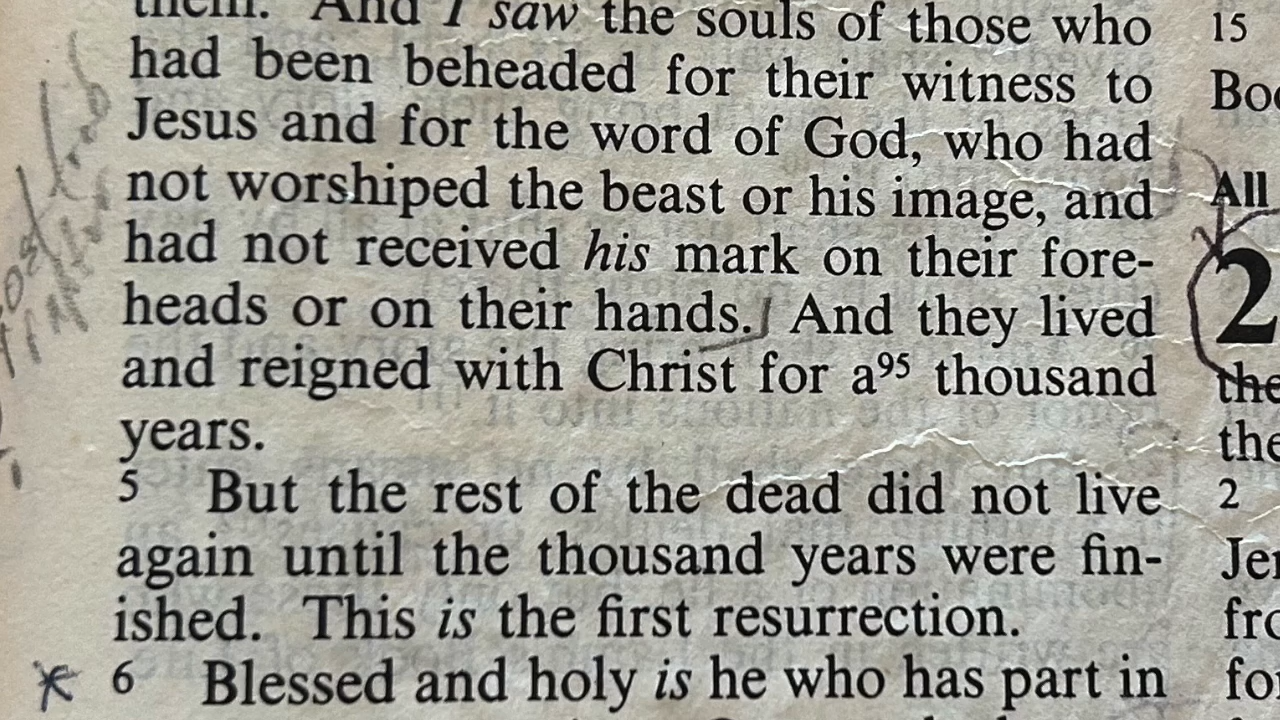 them. And I saw the souls of those who
had been beheaded for their witness to
Jesus and for the word of God, who had
not worshiped the beast or his image, and
had not received his mark on their fore-
heads or on their hands. And they lived
and reigned with Christ for a⁹⁵ thousand
years.
5 But the rest of the dead did not live
again until the thousand years were fin-
ished. This is the first resurrection.
6 Blessed and holy is he who has part in
15
All
2
the
the
2